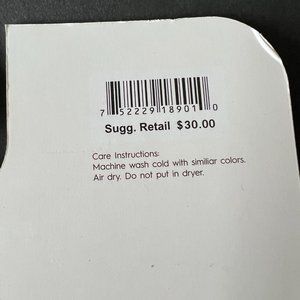 7 52229 18901 0
Sugg. Retail $30.00
Care Instructions:
Machine wash cold with similiar colors.
Air dry. Do not put in dryer.